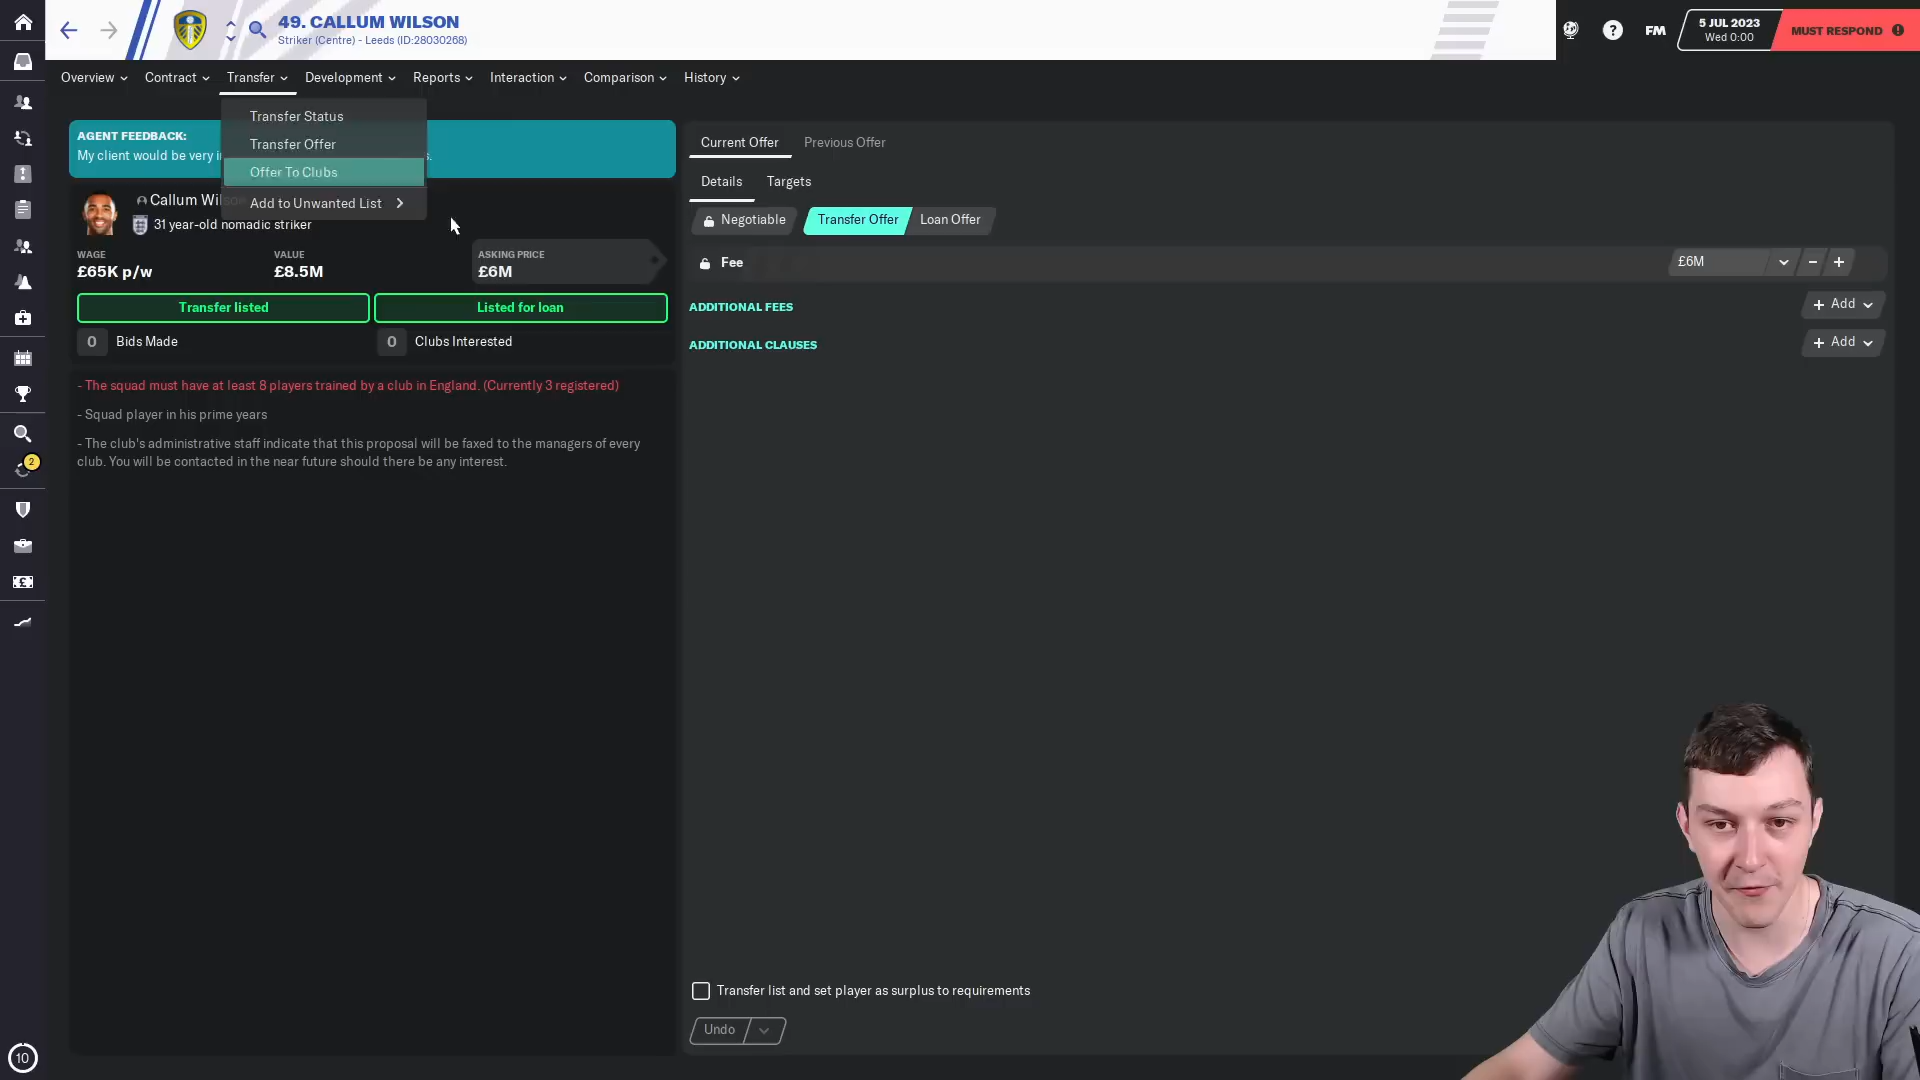 49. CALLUM WILSON
Striker (Centre) - Leeds (ID:28030268)
FM
5 JUL 2023
Wed 0:00
MUST RESPOND
Overview
Contract
Transfer
Development
Reports
Interaction
Comparison
History
Transfer Status
Transfer Offer
Offer To Clubs
Add to Unwanted List
AGENT FEEDBACK:
My client would be very
Callum
31 year-old nomadic striker
WAGE
£65K p/w
VALUE
£8.5M
ASKING PRICE
£6M
Transfer listed
Listed for loan
0 Bids Made
0 Clubs Interested
- The squad must have at least 8 players trained by a club in England. (Currently 3 registered)
- Squad player in his prime years
- The club's administrative staff indicate that this proposal will be faxed to the managers of every
club. You will be contacted in the near future should there be any interest.
Current Offer
Previous Offer
Details
Targets
Negotiable
Transfer Offer
Loan Offer
Fee
£6M
ADDITIONAL FEES
+ Add
ADDITIONAL CLAUSES
+ Add
Transfer list and set player as surplus to requirements
Undo
2
10